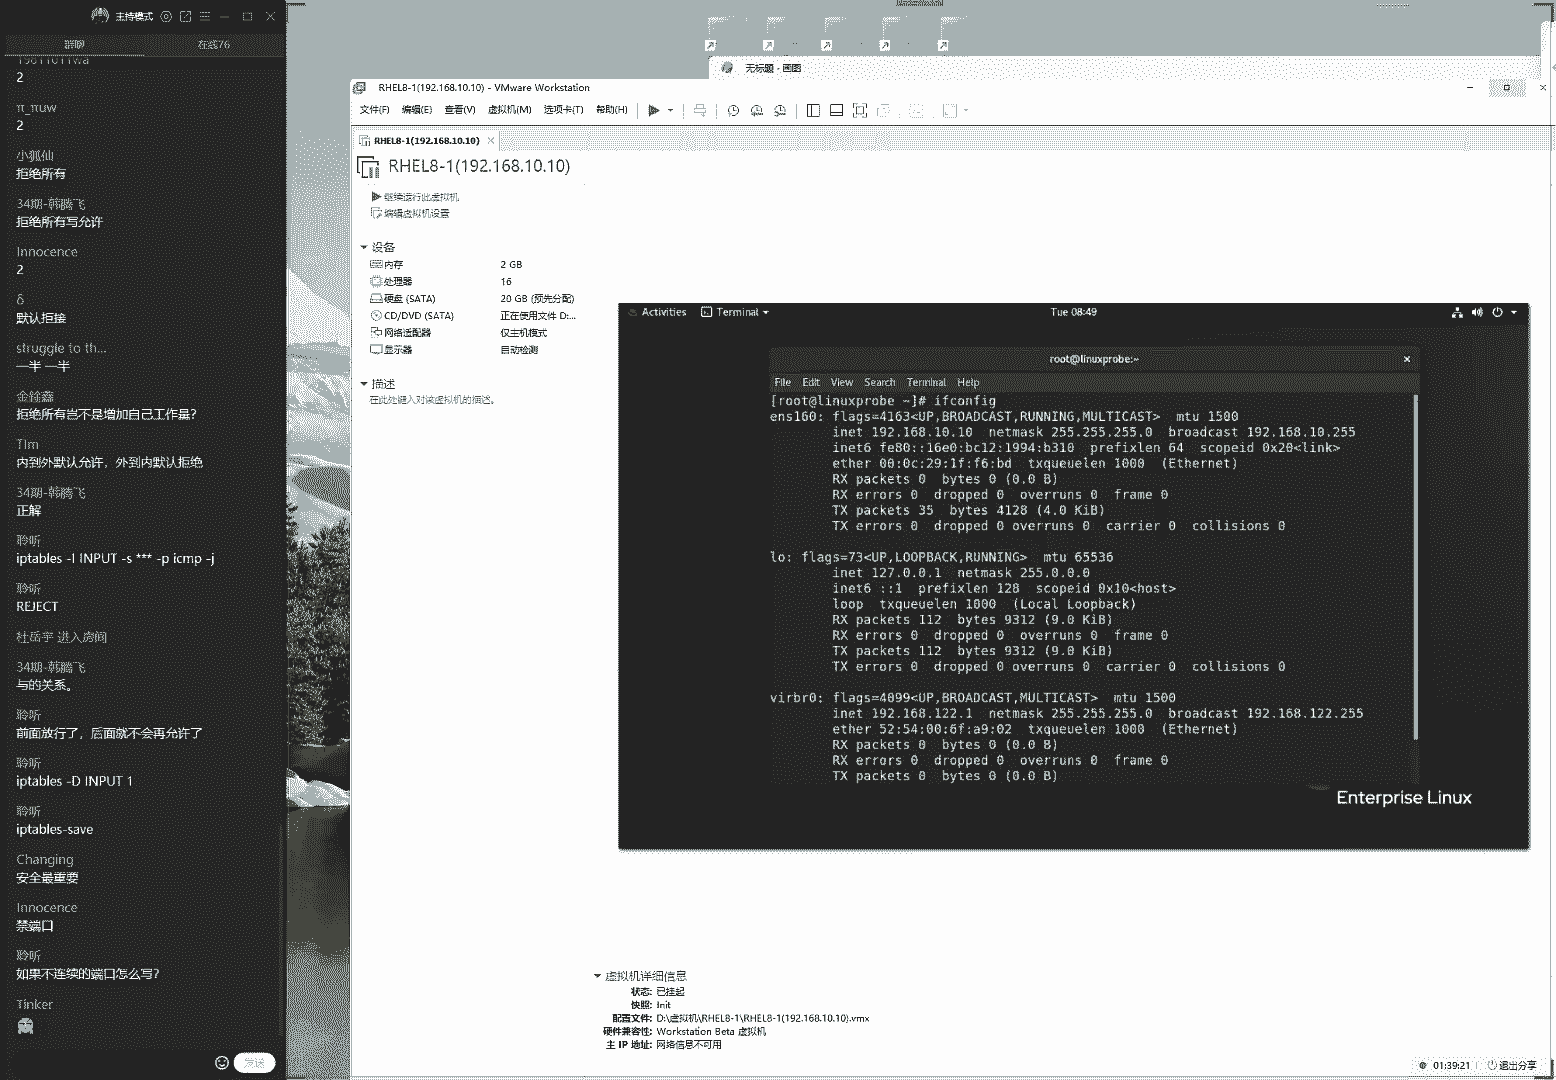 主持模式
群聊
在线76
19811011wa
2
π_πuw
2
小狐仙
拒绝所有
34期-韩腾飞
拒绝所有写允许
Innocence
2
δ
默认拒接
struggle to th...
一半 一半
金鑫鑫
拒绝所有岂不是增加自己工作量？
Tim
内到外默认允许，外到内默认拒绝
34期-韩腾飞
正解
聆听
iptables -I INPUT -s *** -p icmp -j
聆听
REJECT
杜岳宇 进入房间
34期-韩腾飞
与的关系。
聆听
前面放行了，后面就不会再允许了
聆听
iptables -D INPUT 1
聆听
iptables-save
Changing
安全最重要
Innocence
禁端口
聆听
如果不连续的端口怎么写？
Tinker
发送
无标题 - 画图
RHEL8-1(192.168.10.10) - VMware Workstation
文件(F) 编辑(E) 查看(V) 虚拟机(M) 选项卡(T) 帮助(H)
RHEL8-1(192.168.10.10)
RHEL8-1(192.168.10.10)
继续运行此虚拟机
编辑虚拟机设置
设备
内存 2 GB
处理器 16
硬盘 (SATA) 20 GB (预先分配)
CD/DVD (SATA) 正在使用文件 D:...
网络适配器 仅主机模式
显示器 自动检测
描述
在此处键入对该虚拟机的描述。
Activities Terminal Tue 08:49
root@linuxprobe:~
File Edit View Search Terminal Help
[root@linuxprobe ~]# ifconfig
ens160: flags=4163<UP,BROADCAST,RUNNING,MULTICAST> mtu 1500
inet 192.168.10.10 netmask 255.255.255.0 broadcast 192.168.10.255
inet6 fe80::16e0:bc12:1994:b310 prefixlen 64 scopeid 0x20<link>
ether 00:0c:29:1f:f6:bd txqueuelen 1000 (Ethernet)
RX packets 0 bytes 0 (0.0 B)
RX errors 0 dropped 0 overruns 0 frame 0
TX packets 35 bytes 4128 (4.0 KiB)
TX errors 0 dropped 0 overruns 0 carrier 0 collisions 0
lo: flags=73<UP,LOOPBACK,RUNNING> mtu 65536
inet 127.0.0.1 netmask 255.0.0.0
inet6 ::1 prefixlen 128 scopeid 0x10<host>
loop txqueuelen 1000 (Local Loopback)
RX packets 112 bytes 9312 (9.0 KiB)
RX errors 0 dropped 0 overruns 0 frame 0
TX packets 112 bytes 9312 (9.0 KiB)
TX errors 0 dropped 0 overruns 0 carrier 0 collisions 0
virbr0: flags=4099<UP,BROADCAST,MULTICAST> mtu 1500
inet 192.168.122.1 netmask 255.255.255.0 broadcast 192.168.122.255
ether 52:54:00:6f:a9:02 txqueuelen 1000 (Ethernet)
RX packets 0 bytes 0 (0.0 B)
RX errors 0 dropped 0 overruns 0 frame 0
TX packets 0 bytes 0 (0.0 B)
Enterprise Linux
虚拟机详细信息
状态: 已挂起
快照: Init
配置文件: D:\虚拟机\RHEL8-1\RHEL8-1(192.168.10.10).vmx
硬件兼容性: Workstation Beta 虚拟机
主 IP 地址: 网络信息不可用
01:39:21 退出分享